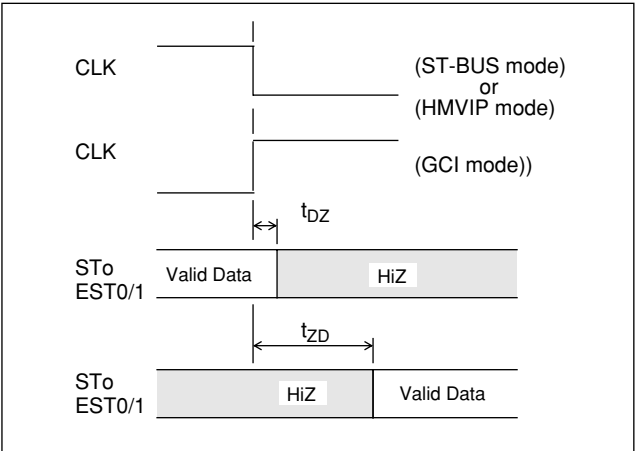 CLK
(ST-BUS mode)
or
(HMVIP mode)
CLK
(GCI mode))
tDZ
STo
EST0/1
Valid Data
HiZ
tZD
STo
EST0/1
HiZ
Valid Data